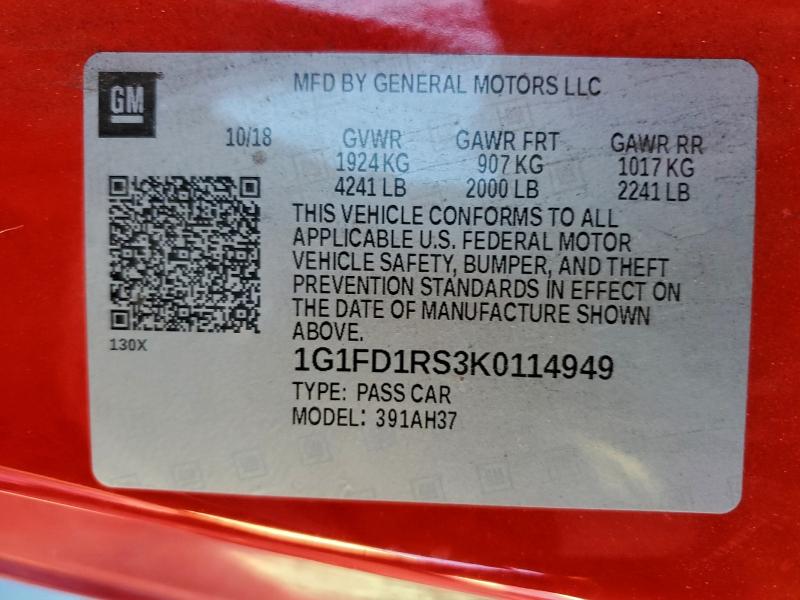 MFD BY GENERAL MOTORS LLC
GM
10/18 GVWR GAWR FRT GAWR RR
1924 KG 907 KG 1017 KG
4241 LB 2000 LB 2241 LB
THIS VEHICLE CONFORMS TO ALL
APPLICABLE U.S. FEDERAL MOTOR
VEHICLE SAFETY, BUMPER, AND THEFT
PREVENTION STANDARDS IN EFFECT ON
THE DATE OF MANUFACTURE SHOWN
ABOVE.
130X
1G1FD1RS3K0114949
TYPE: PASS CAR
MODEL: 391AH37